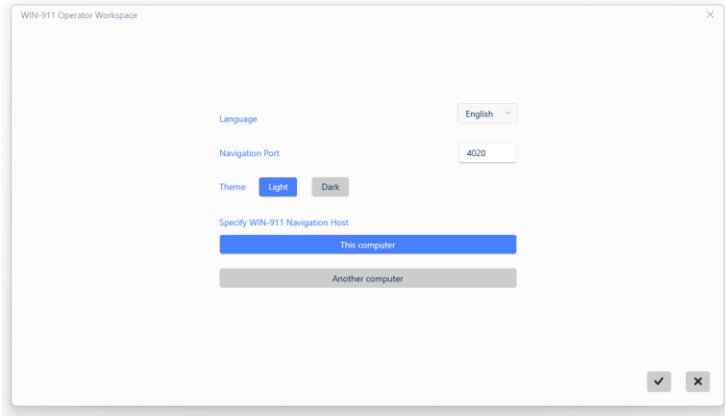 WIN-911 Operator Workspace
Language
English
Navigation Port
4020
Theme Light Dark
Specify WIN-911 Navigation Host
This computer
Another computer